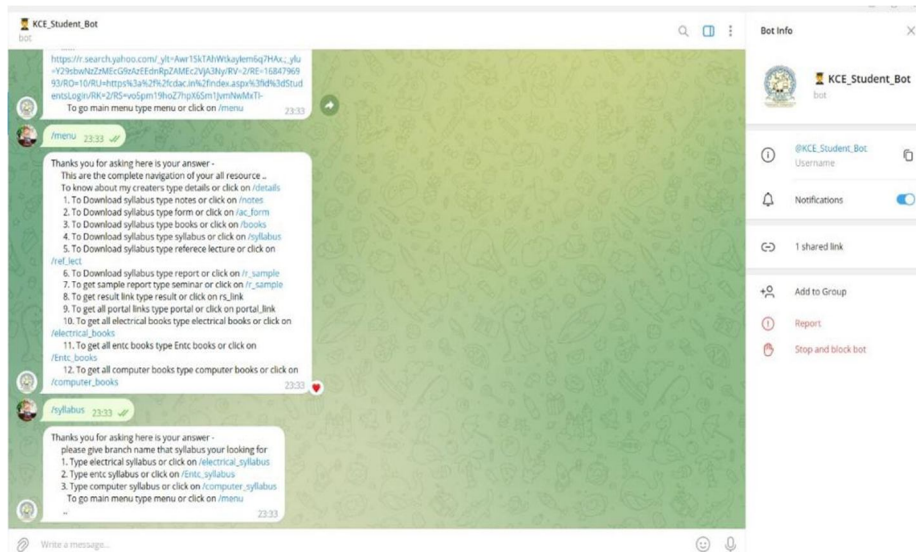 KCE_Student_Bot
bot
https://r.search.yahoo.com/_ylt=Awr15kTAhWtkaylem6q7HAx.;_ylu
=Y29sbwNzZzMEcG9zAzEEdnRpZAMEc2VjA3Ny/RV=2/RE=16847969
93/RO=10/RU=https%3a%2f%2fcdac.in%2findex.aspx%3fid%3dStud
entsLogin/RK=2/RS=voSpm19hoZ7hpX6Sm1JvmNwMxTI-
To go main menu type menu or click on /menu
23:33
/menu 23:33
Thanks you for asking here is your answer -
This are the complete navigation of your all resource ..
To know about my creaters type details or click on /details
1. To Download syllabus type notes or click on /notes
2. To Download syllabus type form or click on /ac_form
3. To Download syllabus type books or click on /books
4. To Download syllabus type syllabus or click on /syllabus
5. To Download syllabus type referece lecture or click on
/ref_lect
6. To Download syllabus type report or click on /r_sample
7. To get sample report type seminar or click on /r_sample
8. To get result link type result or click on rs_link
9. To get all portal links type portal or click on portal_link
10. To get all electrical books type electrical books or click on
/electrical_books
11. To get all entc books type Entc books or click on
/Entc_books
12. To get all computer books type computer books or click on
/computer_books
23:33
/syllabus 23:33
Thanks you for asking here is your answer -
please give branch name that syllabus your looking for
1. Type electrical syllabus or click on /electrical_syllabus
2. Type entc syllabus or click on /Entc_syllabus
3. Type computer syllabus or click on /computer_syllabus
To go main menu type menu or click on /menu
..
23:33
Write a message...
Bot Info
KCE_Student_Bot
bot
@KCE_Student_Bot
Username
Notifications
1 shared link
Add to Group
Report
Stop and block bot